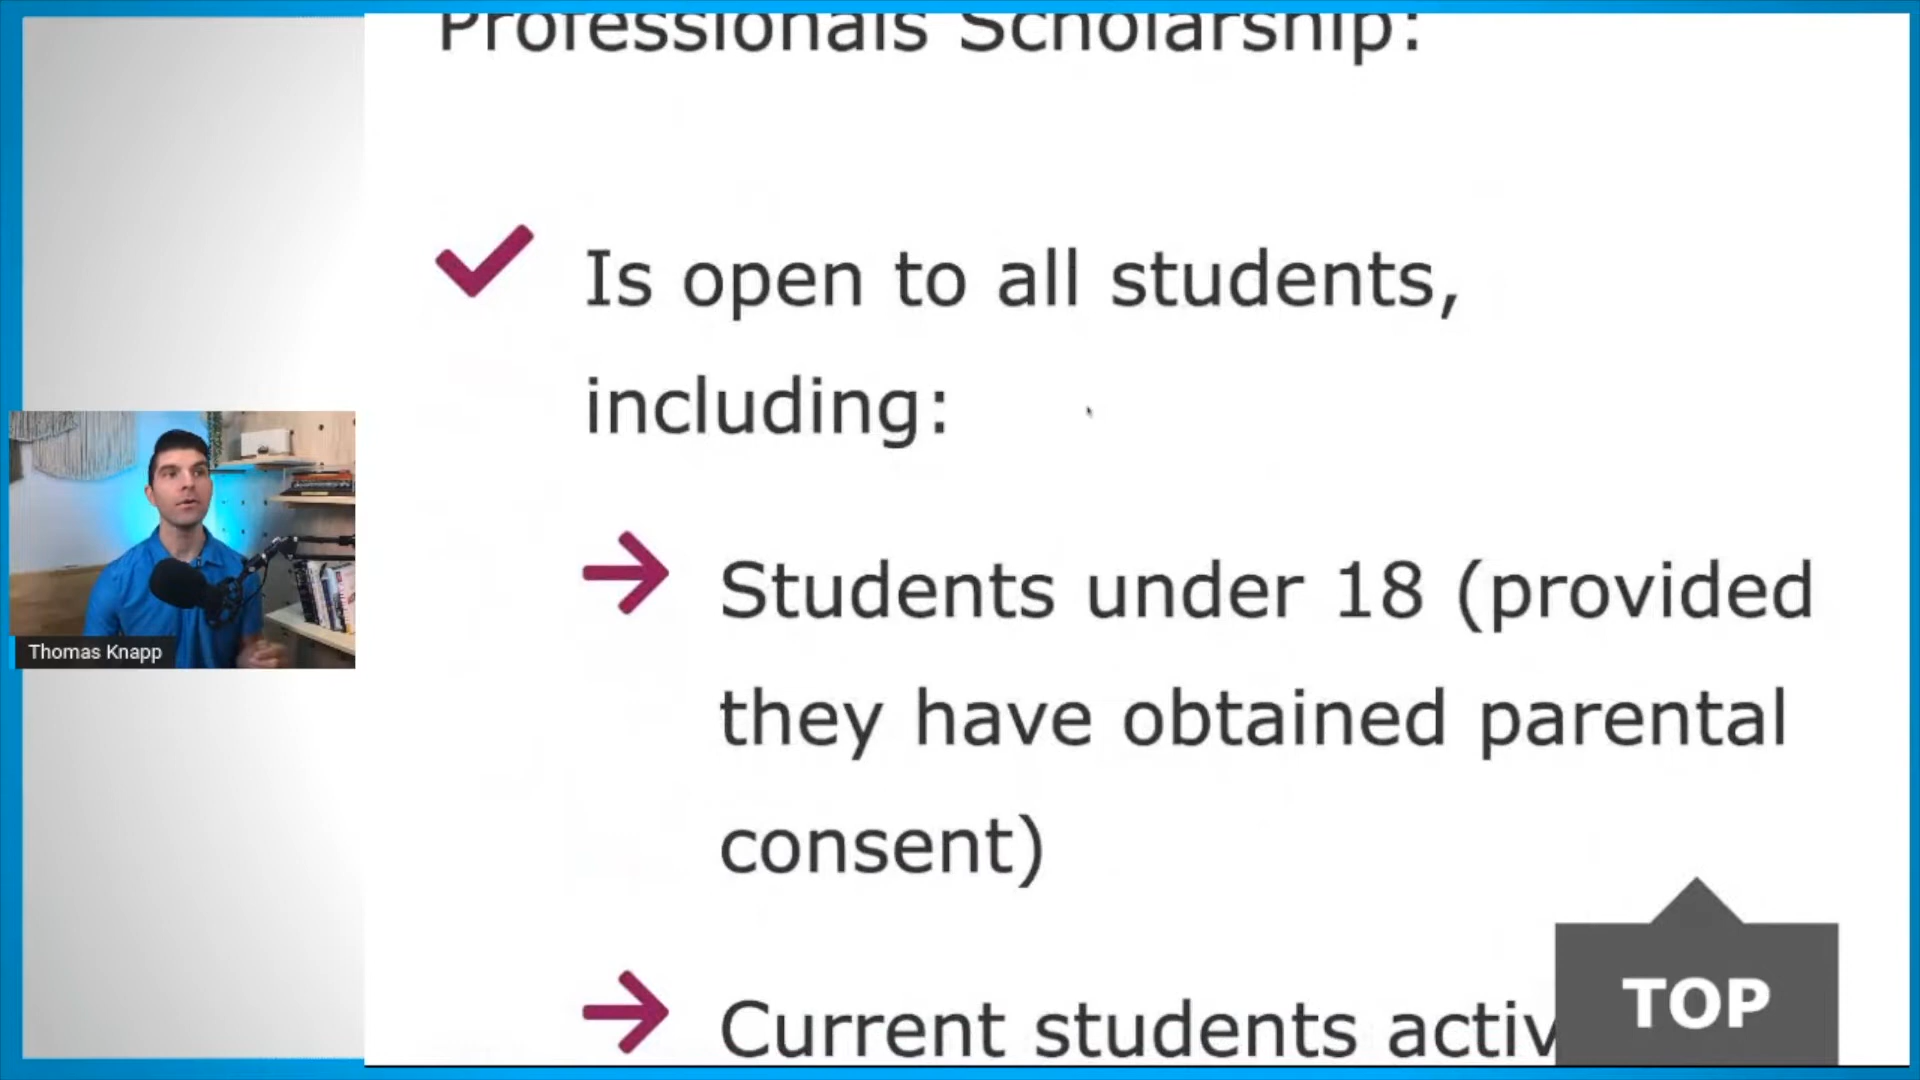 Professionals Scholarship:
Is open to all students,
including:
Students under 18 (provided
they have obtained parental
consent)
Current students activ
TOP
Thomas Knapp